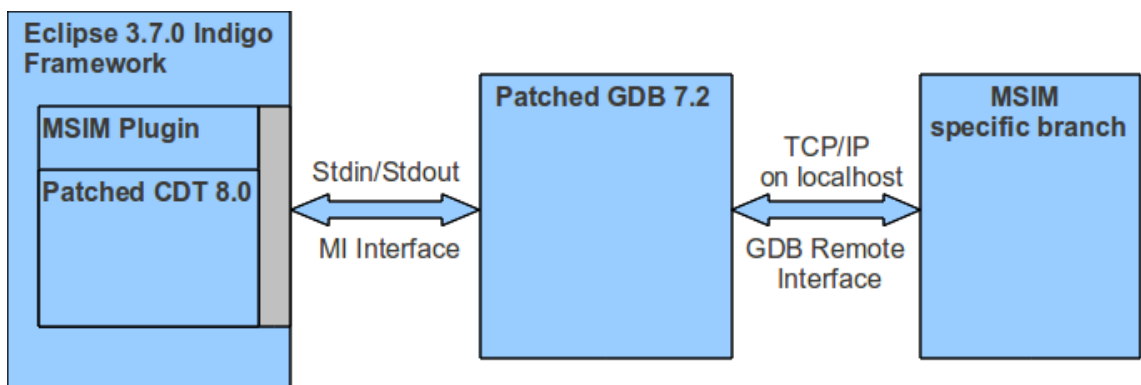 Eclipse 3.7.0 Indigo
Framework
MSIM Plugin
Patched CDT 8.0
Stdin/Stdout
MI Interface
Patched GDB 7.2
TCP/IP
on localhost
GDB Remote
Interface
MSIM
specific branch